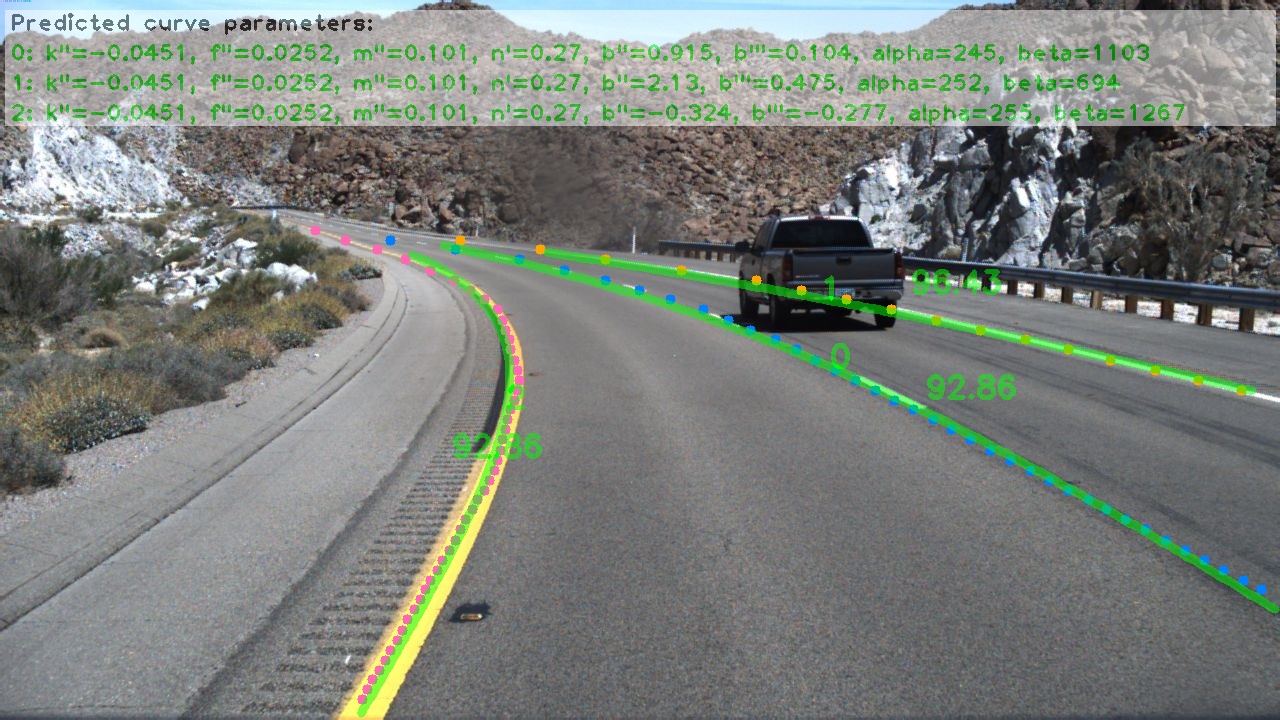 Predicted curve parameters:
0: k''=-0.0451, f''=0.0252, m''=0.101, n'=0.27, b''=0.915, b'''=0.104, alpha=245, beta=1103
1: k''=-0.0451, f''=0.0252, m''=0.101, n'=0.27, b''=2.13, b'''=0.475, alpha=252, beta=694
2: k''=-0.0451, f''=0.0252, m''=0.101, n'=0.27, b''=-0.324, b'''=-0.277, alpha=255, beta=1267
1 98.43
0
92.86
2
92.86